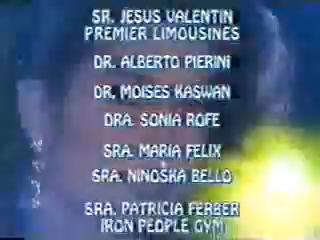 SR. JESUS VALENTIN
PREMIER LIMOUSINES
DR. ALBERTO PIERINI
DR. MOISES KASWAN
DRA. SONIA ROFE
SRA. MARIA FELIX
SRA. NINOSKA BELLO
SRA. PATRICIA FERBER
IRON PEOPLE GYM